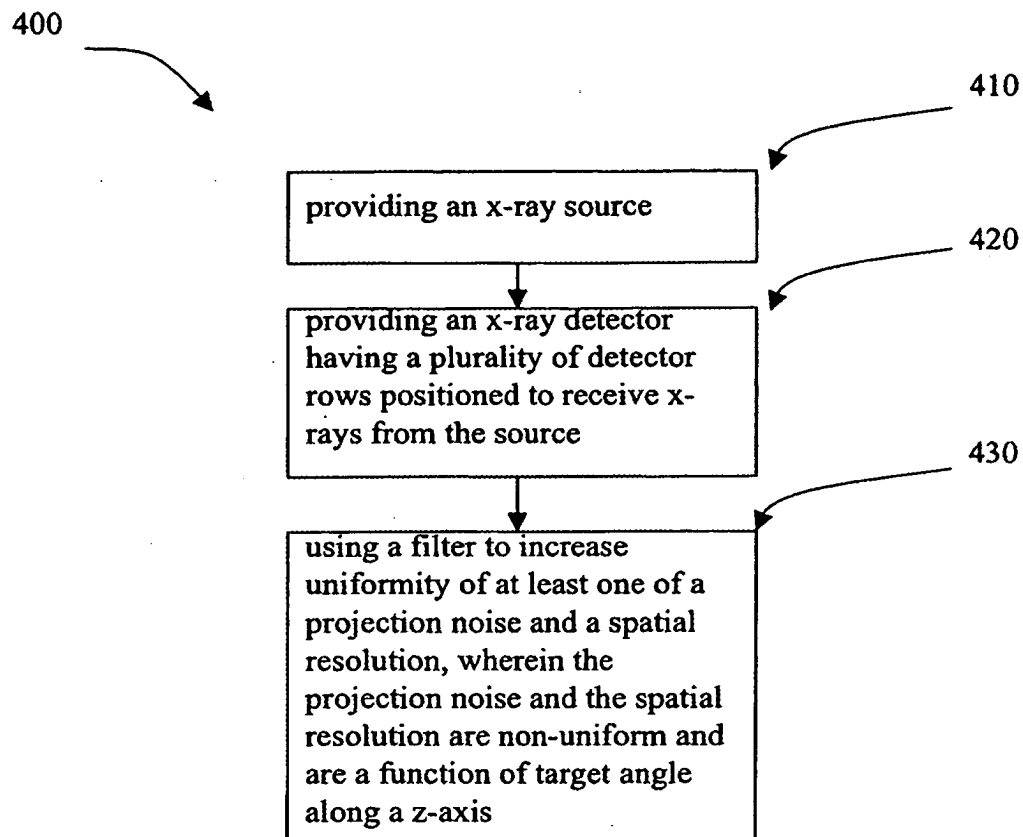 400
410
providing an x-ray source
420
providing an x-ray detector
having a plurality of detector
rows positioned to receive x-
rays from the source
430
using a filter to increase
uniformity of at least one of a
projection noise and a spatial
resolution, wherein the
projection noise and the spatial
resolution are non-uniform and
are a function of target angle
along a z-axis